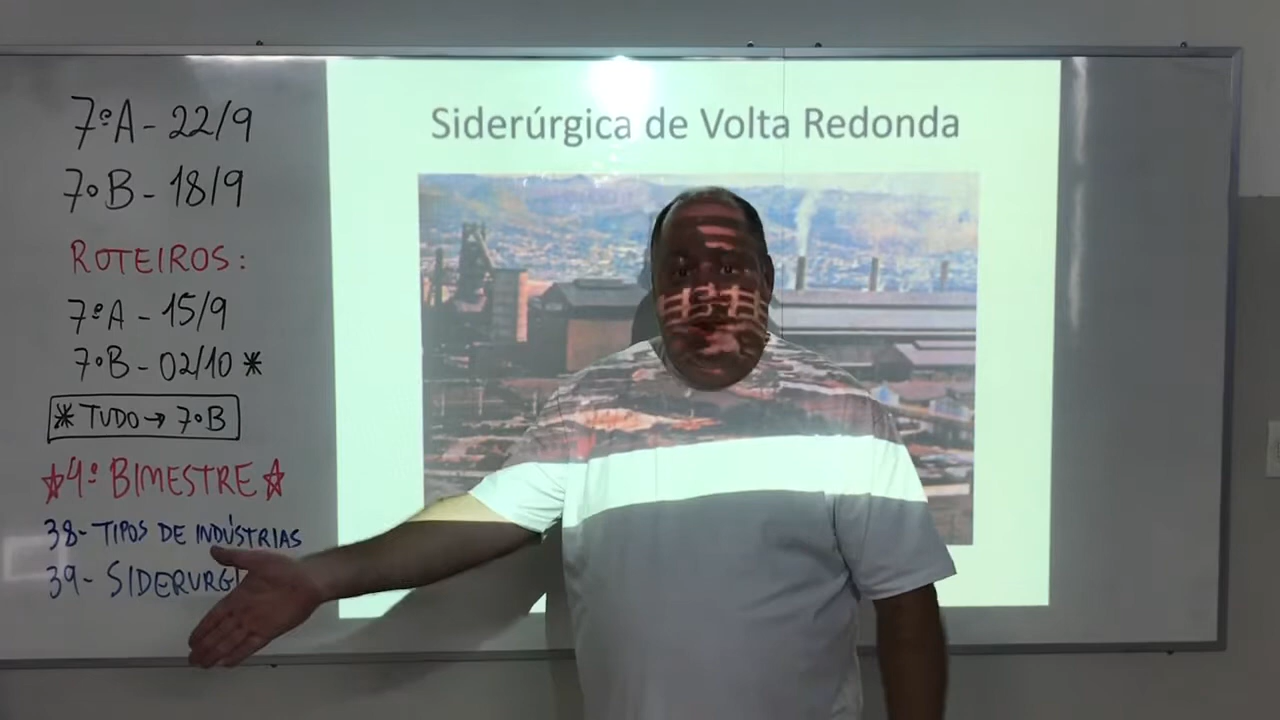 7ºA - 22/9
7ºB - 18/9
ROTEIROS:
7ºA - 15/9
7ºB - 02/10 *
* TUDO → 7ºB
☆4º BIMESTRE☆
38- TIPOS DE INDÚSTRIAS
39-
Siderúrgica de Volta Redonda